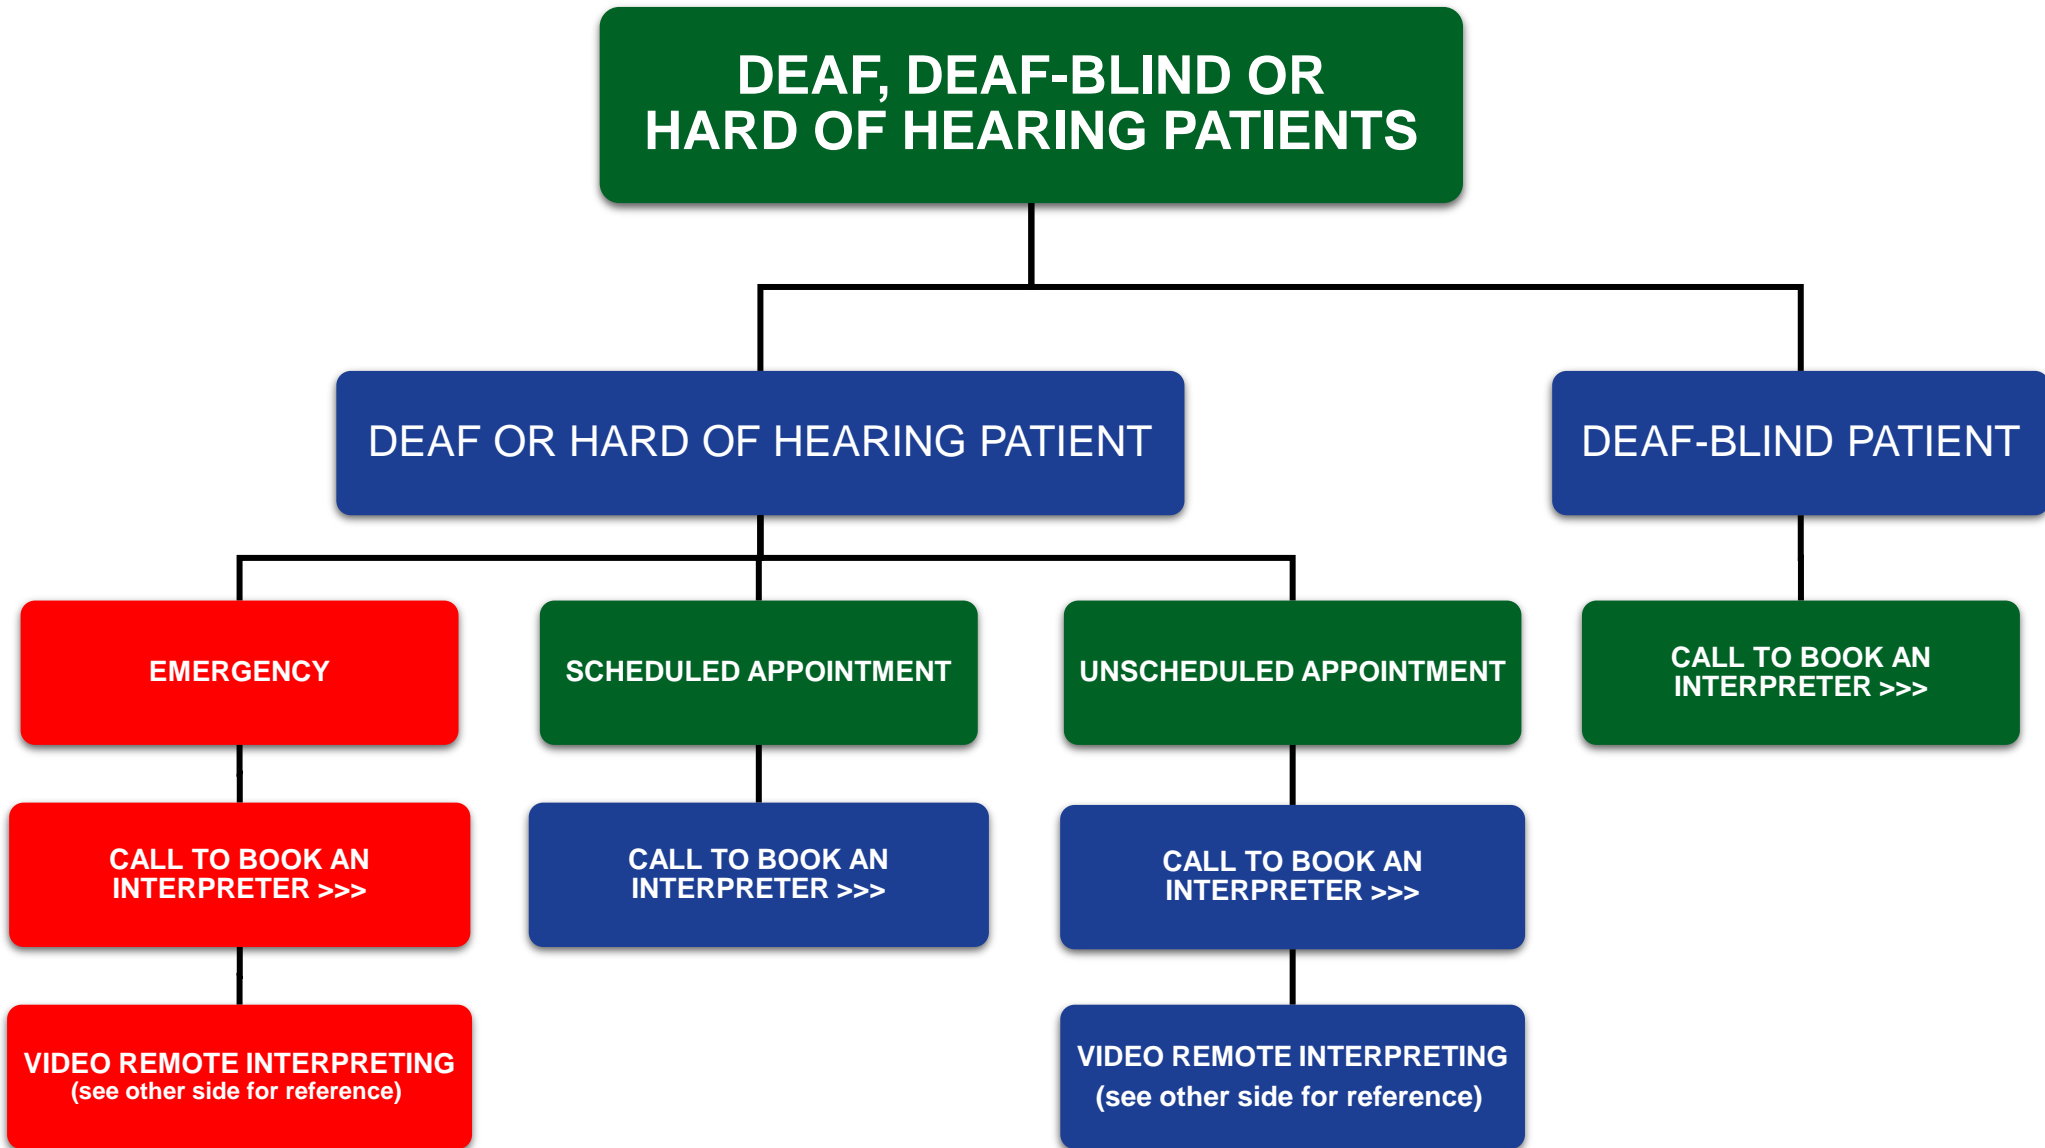 DEAF, DEAF-BLIND OR
HARD OF HEARING PATIENTS
DEAF OR HARD OF HEARING PATIENT
DEAF-BLIND PATIENT
EMERGENCY
SCHEDULED APPOINTMENT
UNSCHEDULED APPOINTMENT
CALL TO BOOK AN
INTERPRETER >>>
CALL TO BOOK AN
INTERPRETER >>>
CALL TO BOOK AN
INTERPRETER >>>
CALL TO BOOK AN
INTERPRETER >>>
VIDEO REMOTE INTERPRETING
(see other side for reference)
VIDEO REMOTE INTERPRETING
(see other side for reference)